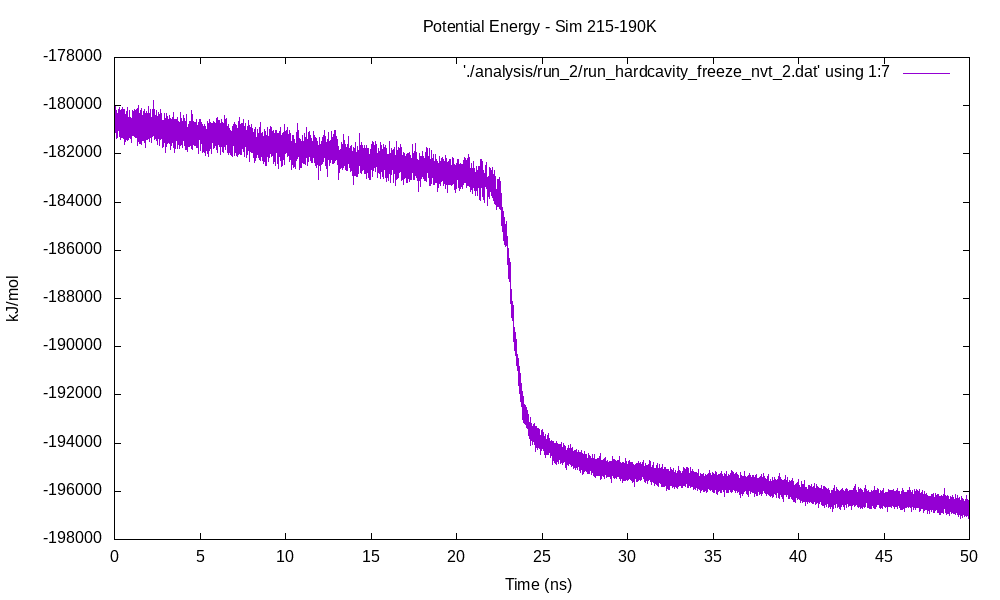 Potential Energy - Sim 215-190K
'./analysis/run_2/run_hardcavity_freeze_nvt_2.dat' using 1:7
kJ/mol
-178000
-180000
-182000
-184000
-186000
-188000
-190000
-192000
-194000
-196000
-198000
0 5 10 15 20 25 30 35 40 45 50
Time (ns)